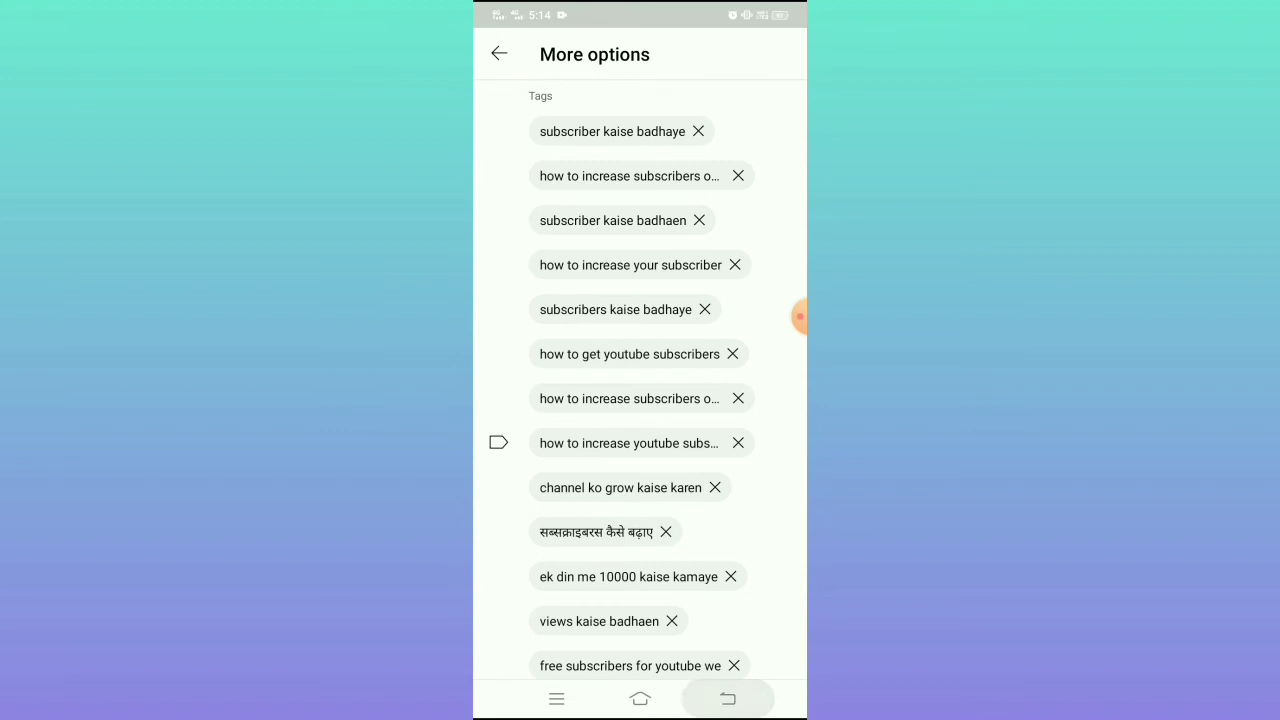 5:14
More options
Tags
subscriber kaise badhaye
how to increase subscribers o...
subscriber kaise badhaen
how to increase your subscriber
subscribers kaise badhaye
how to get youtube subscribers
how to increase subscribers o...
how to increase youtube subs...
channel ko grow kaise karen
सब्सक्राइबरस कैसे बढ़ाए
ek din me 10000 kaise kamaye
views kaise badhaen
free subscribers for youtube we